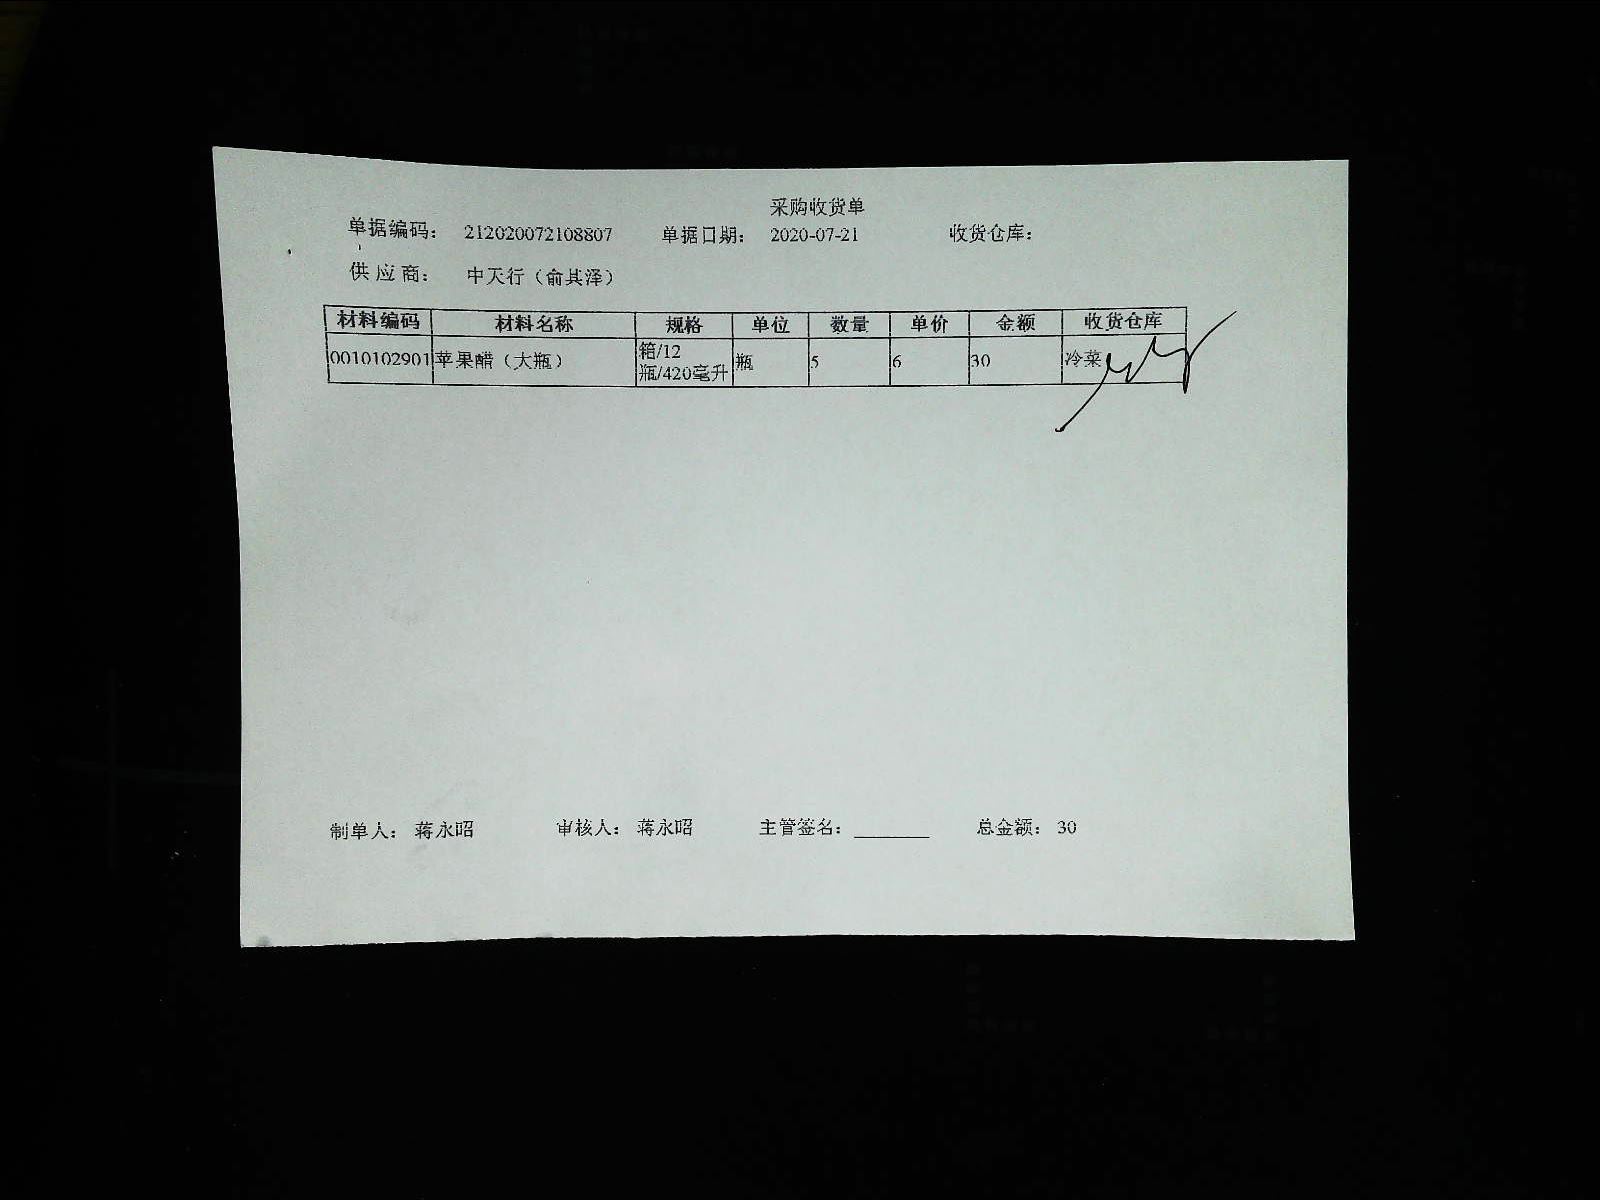 采购收货单
单据编码： 212020072108807 单据日期： 2020-07-21 收货仓库：
供 应 商： 中天行（俞其泽）
材料编码 材料名称 规格 单位 数量 单价 金额 收货仓库
0010102901 苹果醋（大瓶） 箱/12 瓶 5 6 30 冷菜
瓶/420毫升
制单人： 蒋永昭 审核人： 蒋永昭 主管签名：________ 总金额： 30